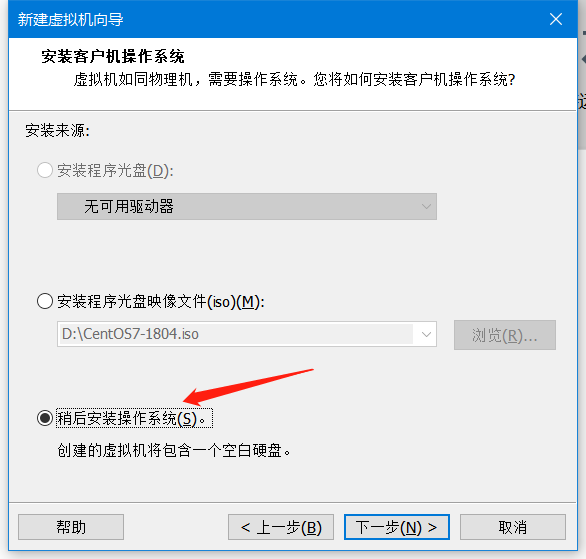 新建虚拟机向导
安装客户机操作系统
虚拟机如同物理机，需要操作系统。您将如何安装客户机操作系统?
安装来源:
安装程序光盘(D):
无可用驱动器
安装程序光盘映像文件(iso)(M):
D:\CentOS7-1804.iso
浏览(R)...
稍后安装操作系统(S)。
创建的虚拟机将包含一个空白硬盘。
帮助
< 上一步(B)
下一步(N) >
取消